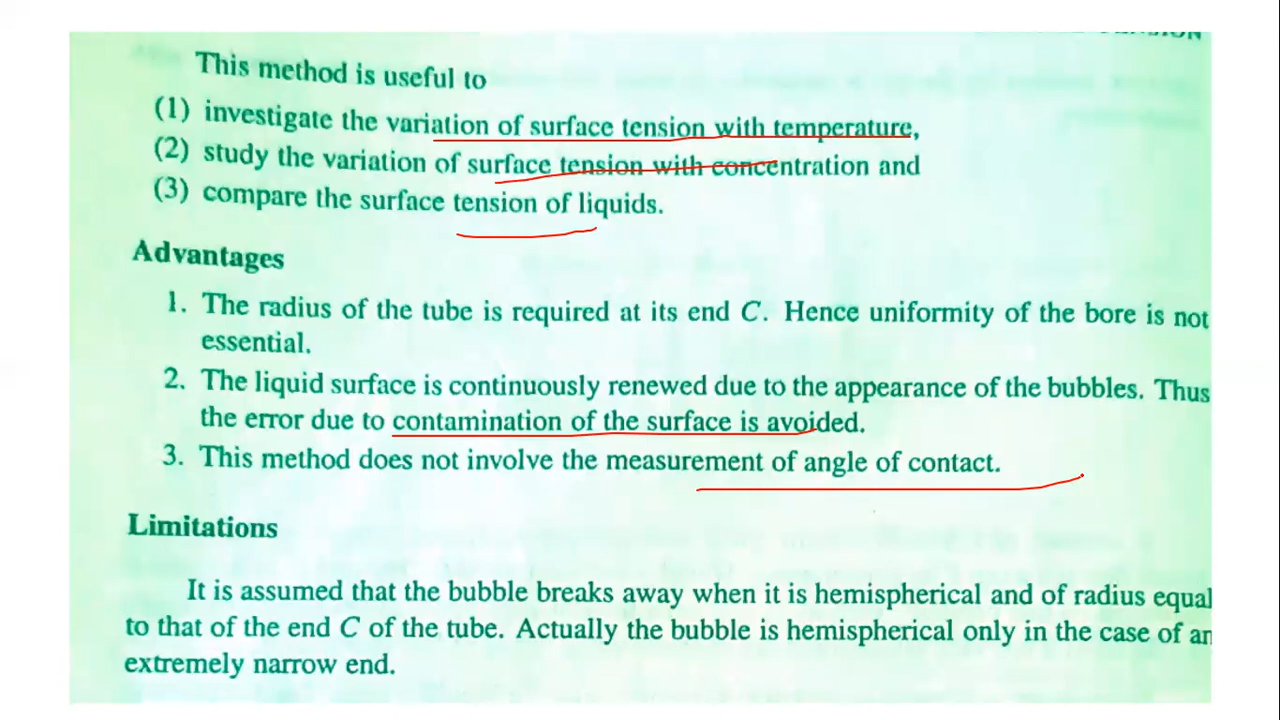 This method is useful to
(1) investigate the variation of surface tension with temperature,
(2) study the variation of surface tension with concentration and
(3) compare the surface tension of liquids.
Advantages
1. The radius of the tube is required at its end C. Hence uniformity of the bore is not
essential.
2. The liquid surface is continuously renewed due to the appearance of the bubbles. Thus
the error due to contamination of the surface is avoided.
3. This method does not involve the measurement of angle of contact.
Limitations
It is assumed that the bubble breaks away when it is hemispherical and of radius equal
to that of the end C of the tube. Actually the bubble is hemispherical only in the case of an
extremely narrow end.